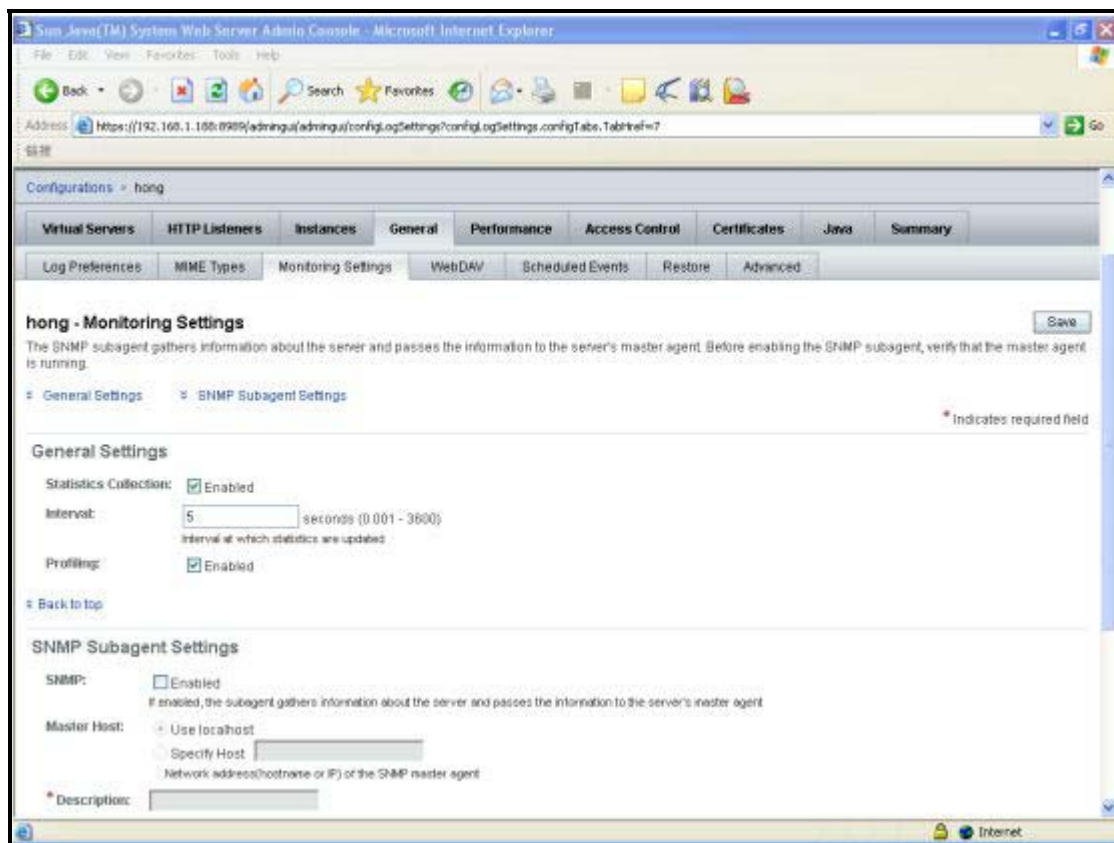 Sun Java(TM) System Web Server Admin Console - Microsoft Internet Explorer
File Edit View Favorites Tools Help
Back Search Favorites
Address https://192.168.1.188:8989/admingui/admingui/configLogSettings?configLogSettings.configTabs.TabHref=7 Go
Configurations > hong
Virtual Servers HTTP Listeners Instances General Performance Access Control Certificates Java Summary
Log Preferences MIME Types Monitoring Settings WebDAV Scheduled Events Restore Advanced
hong - Monitoring Settings Save
The SNMP subagent gathers information about the server and passes the information to the server's master agent. Before enabling the SNMP subagent, verify that the master agent
is running.
General Settings SNMP Subagent Settings
* Indicates required field
General Settings
Statistics Collection: Enabled
Interval: 5 seconds (0.001 - 3600)
Interval at which statistics are updated
Profiling: Enabled
Back to top
SNMP Subagent Settings
SNMP: Enabled
If enabled, the subagent gathers information about the server and passes the information to the server's master agent
Master Host: Use localhost
Specify Host
Network address(hostname or IP) of the SNMP master agent
* Description:
Internet